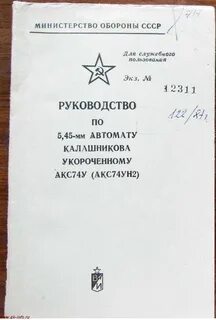 МИНИСТЕРСТВО ОБОРОНЫ СССР
Для служебного
пользования
Экз. №
12311
РУКОВОДСТВО
ПО
5,45-мм АВТОМАТУ
КАЛАШНИКОВА
УКОРОЧЕННОМУ
АКС74У (АКС74УН2)